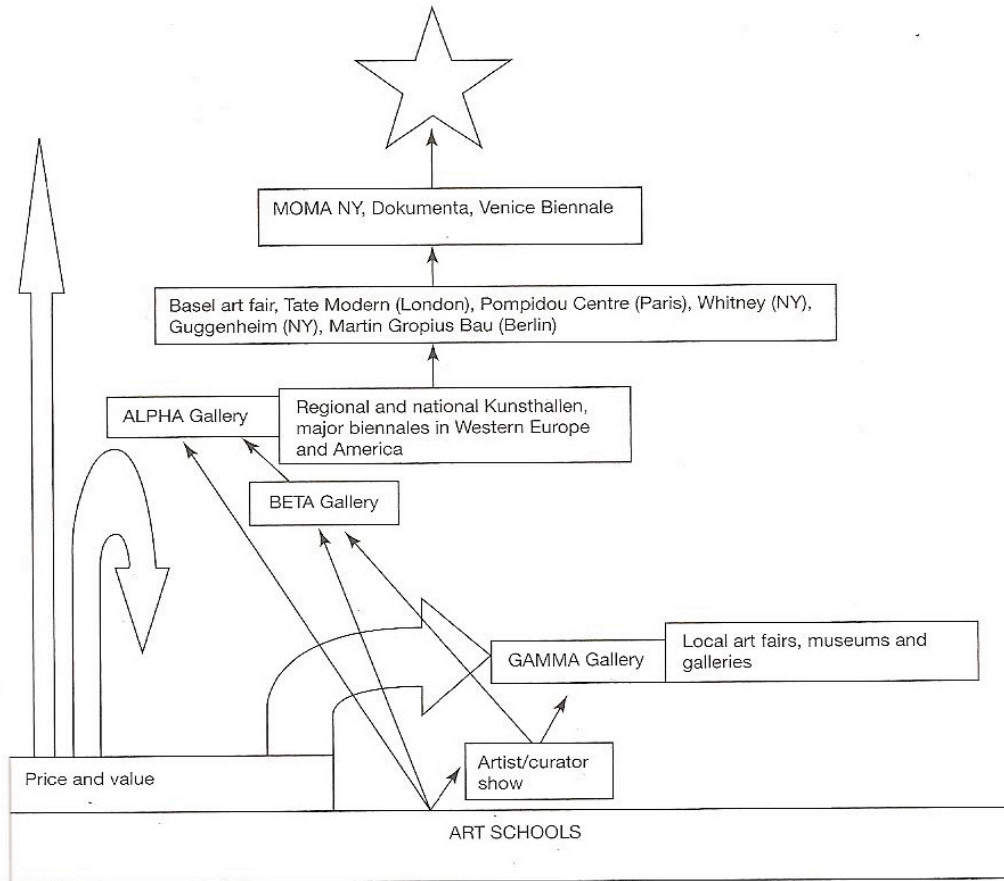 MOMA NY, Dokumenta, Venice Biennale
Basel art fair, Tate Modern (London), Pompidou Centre (Paris), Whitney (NY),
Guggenheim (NY), Martin Gropius Bau (Berlin)
ALPHA Gallery
Regional and national Kunsthallen,
major biennales in Western Europe
and America
BETA Gallery
GAMMA Gallery
Local art fairs, museums and
galleries
Artist/curator
show
Price and value
ART SCHOOLS